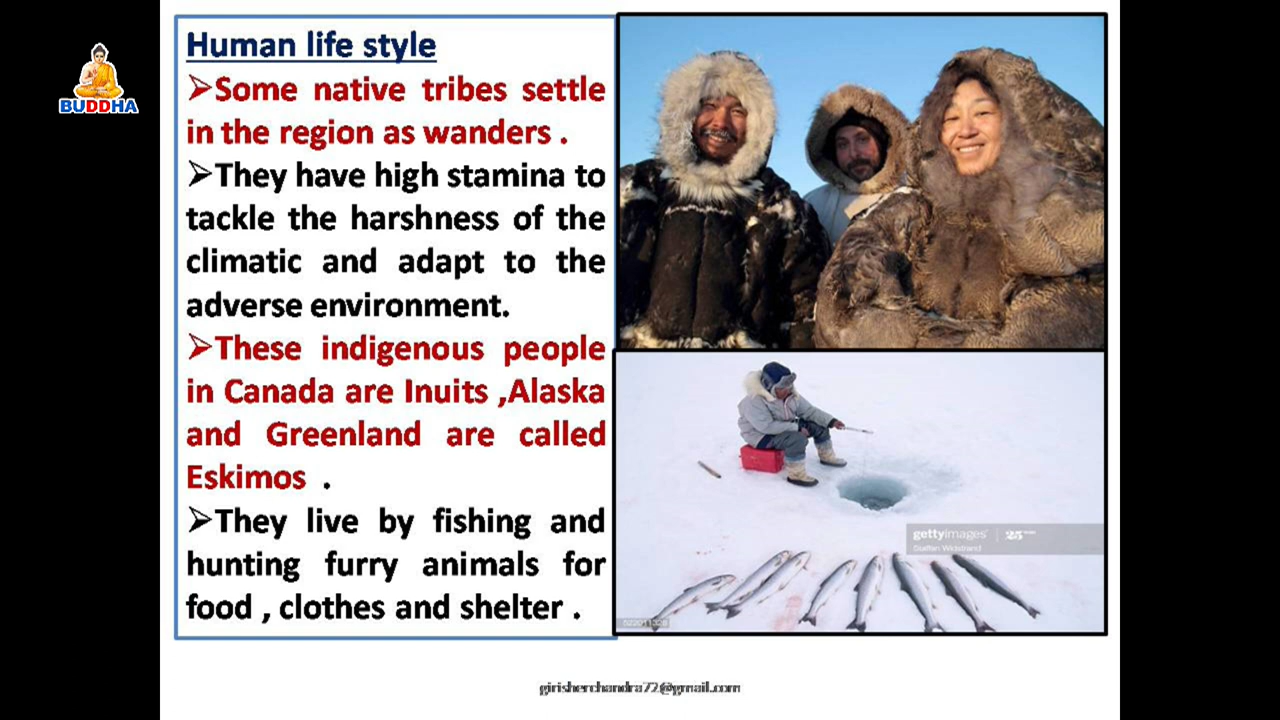 BUDDHA
Human life style
➢Some native tribes settle
in the region as wanders .
➢They have high stamina to
tackle the harshness of the
climatic and adapt to the
adverse environment.
➢These indigenous people
in Canada are Inuits ,Alaska
and Greenland are called
Eskimos .
➢They live by fishing and
hunting furry animals for
food , clothes and shelter .
gettyimages
Staffan Widstrand
girisherchandra72@gmail.com